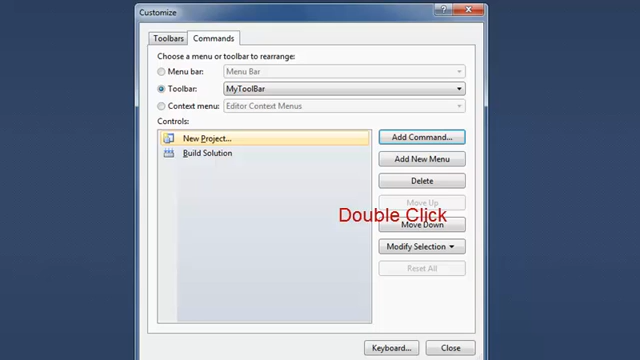 Customize
Toolbars
Commands
Choose a menu or toolbar to rearrange:
Menu bar:
Menu Bar
Toolbar:
MyToolBar
Context menu:
Editor Context Menus
Controls:
New Project...
Add Command...
Build Solution
Add New Menu
Delete
Move Up
Double Click
Move Down
Modify Selection
Reset All
Keyboard...
Close